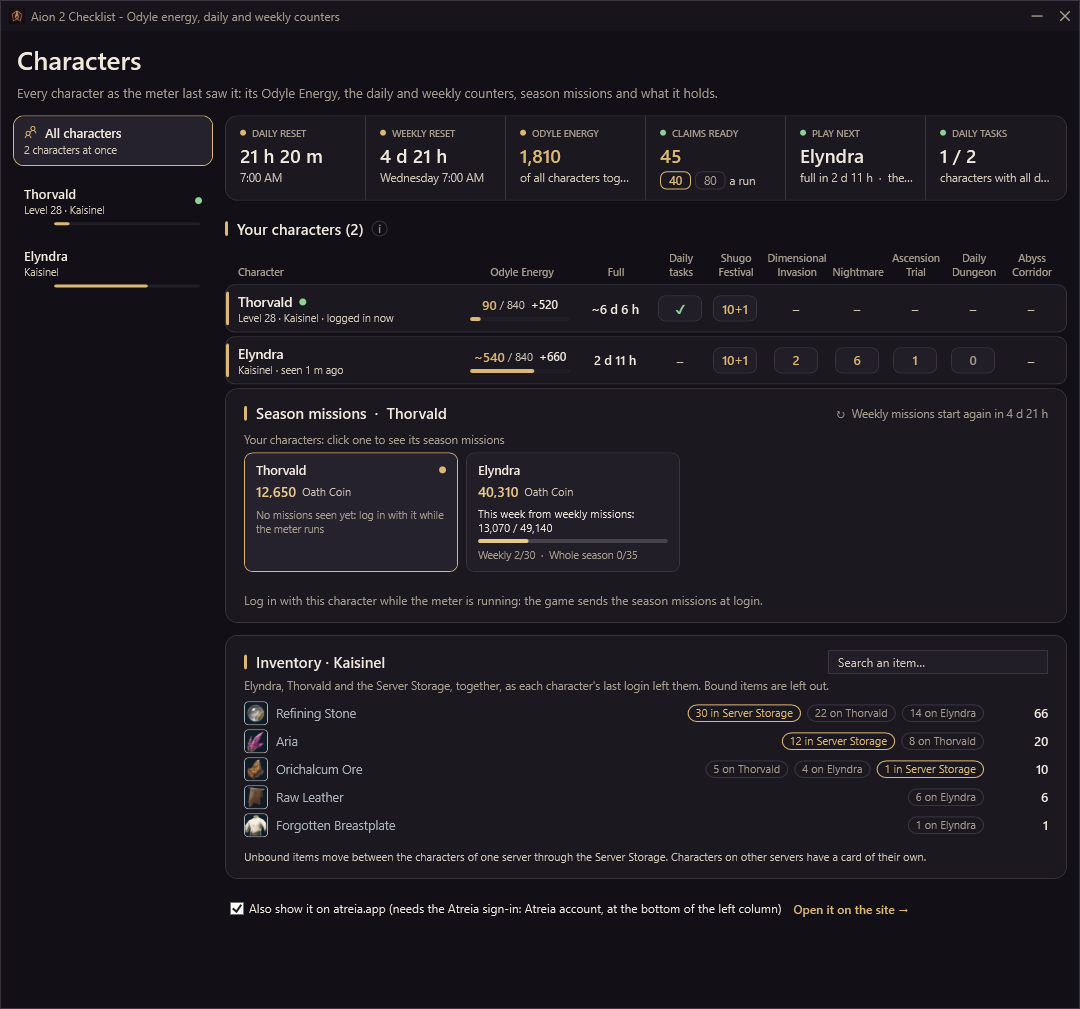 Aion 2 Checklist - Odyle energy, daily and weekly counters
Characters
Every character as the meter last saw it: its Odyle Energy, the daily and weekly counters, season missions and what it holds.
All characters
2 characters at once
Thorvald
Level 28 · Kaisinel
Elyndra
Kaisinel
DAILY RESET
21 h 20 m
7:00 AM
WEEKLY RESET
4 d 21 h
Wednesday 7:00 AM
ODYLE ENERGY
1,810
of all characters tog...
CLAIMS READY
45
40 80 a run
PLAY NEXT
Elyndra
full in 2 d 11 h · the...
DAILY TASKS
1 / 2
characters with all d...
Your characters (2)
Character Odyle Energy Full Daily tasks Shugo Festival Dimensional Invasion Nightmare Ascension Trial Daily Dungeon Abyss Corridor
Thorvald 90 / 840 +520 ~6 d 6 h ✓ 10+1 – – – – –
Level 28 · Kaisinel · logged in now
Elyndra ~540 / 840 +660 2 d 11 h – 10+1 2 6 1 0 –
Kaisinel · seen 1 m ago
Season missions · Thorvald
↻ Weekly missions start again in 4 d 21 h
Your characters: click one to see its season missions
Thorvald
12,650 Oath Coin
No missions seen yet: log in with it while
the meter runs
Elyndra
40,310 Oath Coin
This week from weekly missions:
13,070 / 49,140
Weekly 2/30 · Whole season 0/35
Log in with this character while the meter is running: the game sends the season missions at login.
Inventory · Kaisinel
Search an item...
Elyndra, Thorvald and the Server Storage, together, as each character's last login left them. Bound items are left out.
Refining Stone 30 in Server Storage 22 on Thorvald 14 on Elyndra 66
Aria 12 in Server Storage 8 on Thorvald 20
Orichalcum Ore 5 on Thorvald 4 on Elyndra 1 in Server Storage 10
Raw Leather 6 on Elyndra 6
Forgotten Breastplate 1 on Elyndra 1
Unbound items move between the characters of one server through the Server Storage. Characters on other servers have a card of their own.
Also show it on atreia.app (needs the Atreia sign-in: Atreia account, at the bottom of the left column) Open it on the site →